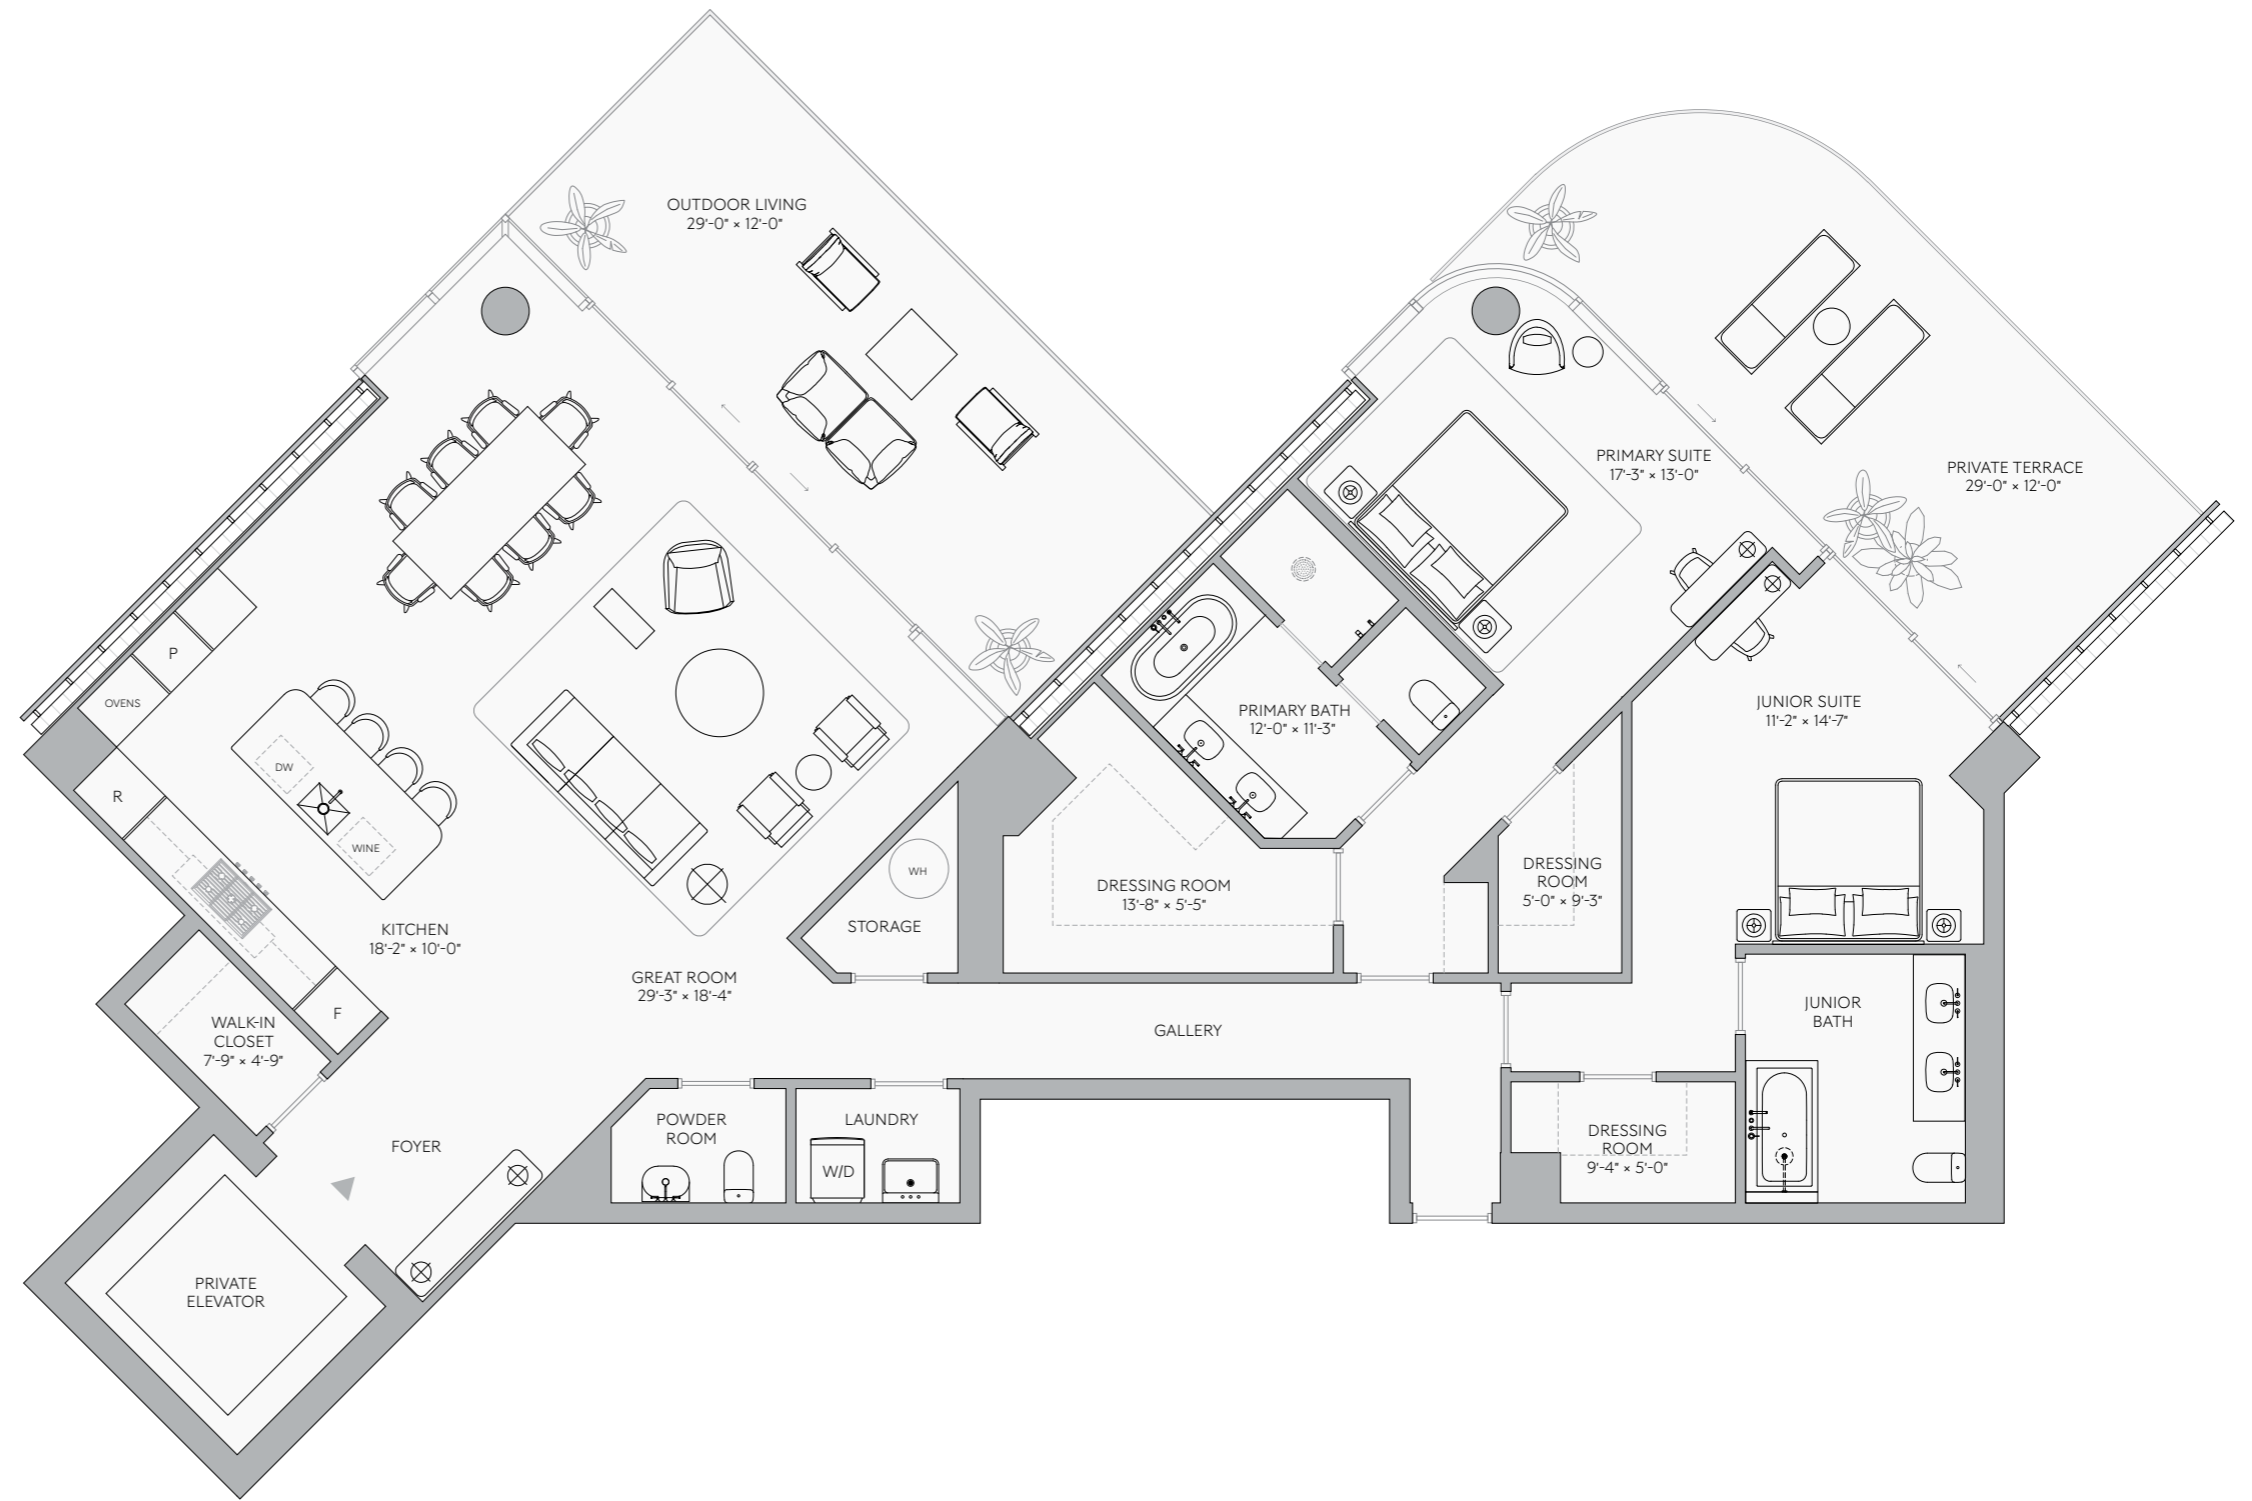 OUTDOOR LIVING
29'-0" × 12'-0"
PRIMARY SUITE
17'-3" × 13'-0"
PRIVATE TERRACE
29'-0" × 12'-0"
P
OVENS
R
DW
WINE
KITCHEN
18'-2" × 10'-0"
F
GREAT ROOM
29'-3" × 18'-4"
WH
STORAGE
PRIMARY BATH
12'-0" × 11'-3"
DRESSING ROOM
13'-8" × 5'-5"
DRESSING
ROOM
5'-0" × 9'-3"
JUNIOR SUITE
11'-2" × 14'-7"
WALK-IN
CLOSET
7'-9" × 4'-9"
GALLERY
JUNIOR
BATH
FOYER
POWDER
ROOM
LAUNDRY
W/D
DRESSING
ROOM
9'-4" × 5'-0"
PRIVATE
ELEVATOR